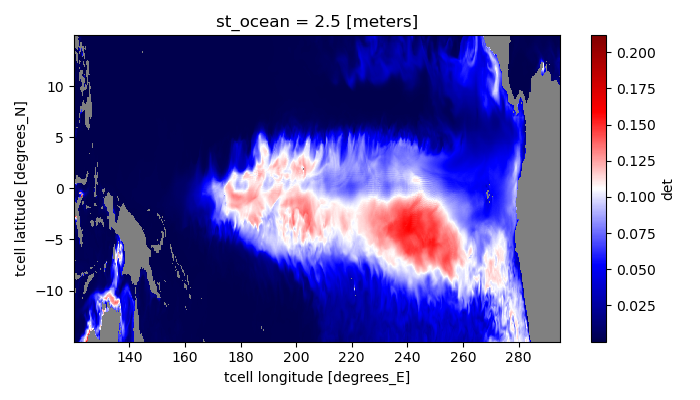 st_ocean = 2.5 [meters]
10
5
0
−5
−10
tcell latitude [degrees_N]
140 160 180 200 220 240 260 280
tcell longitude [degrees_E]
0.200
0.175
0.150
0.125
0.100
0.075
0.050
0.025
det